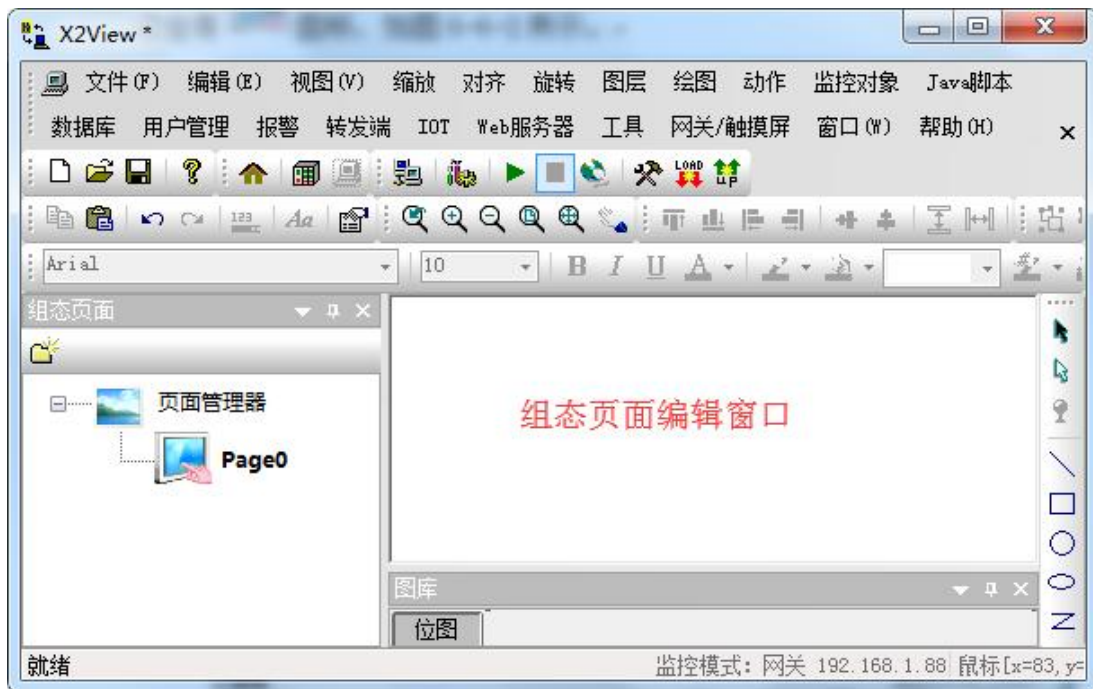 X2View *
文件(F) 编辑(E) 视图(V) 缩放 对齐 旋转 图层 绘图 动作 监控对象 Java脚本
数据库 用户管理 报警 转发端 IOT Web服务器 工具 网关/触摸屏 窗口(W) 帮助(H)
LOAD
UP
123 Aa
Arial 10 B I U A
组态页面
页面管理器
Page0
组态页面编辑窗口
图库
位图
就绪 监控模式: 网关 192.168.1.88 鼠标[x=83, y=